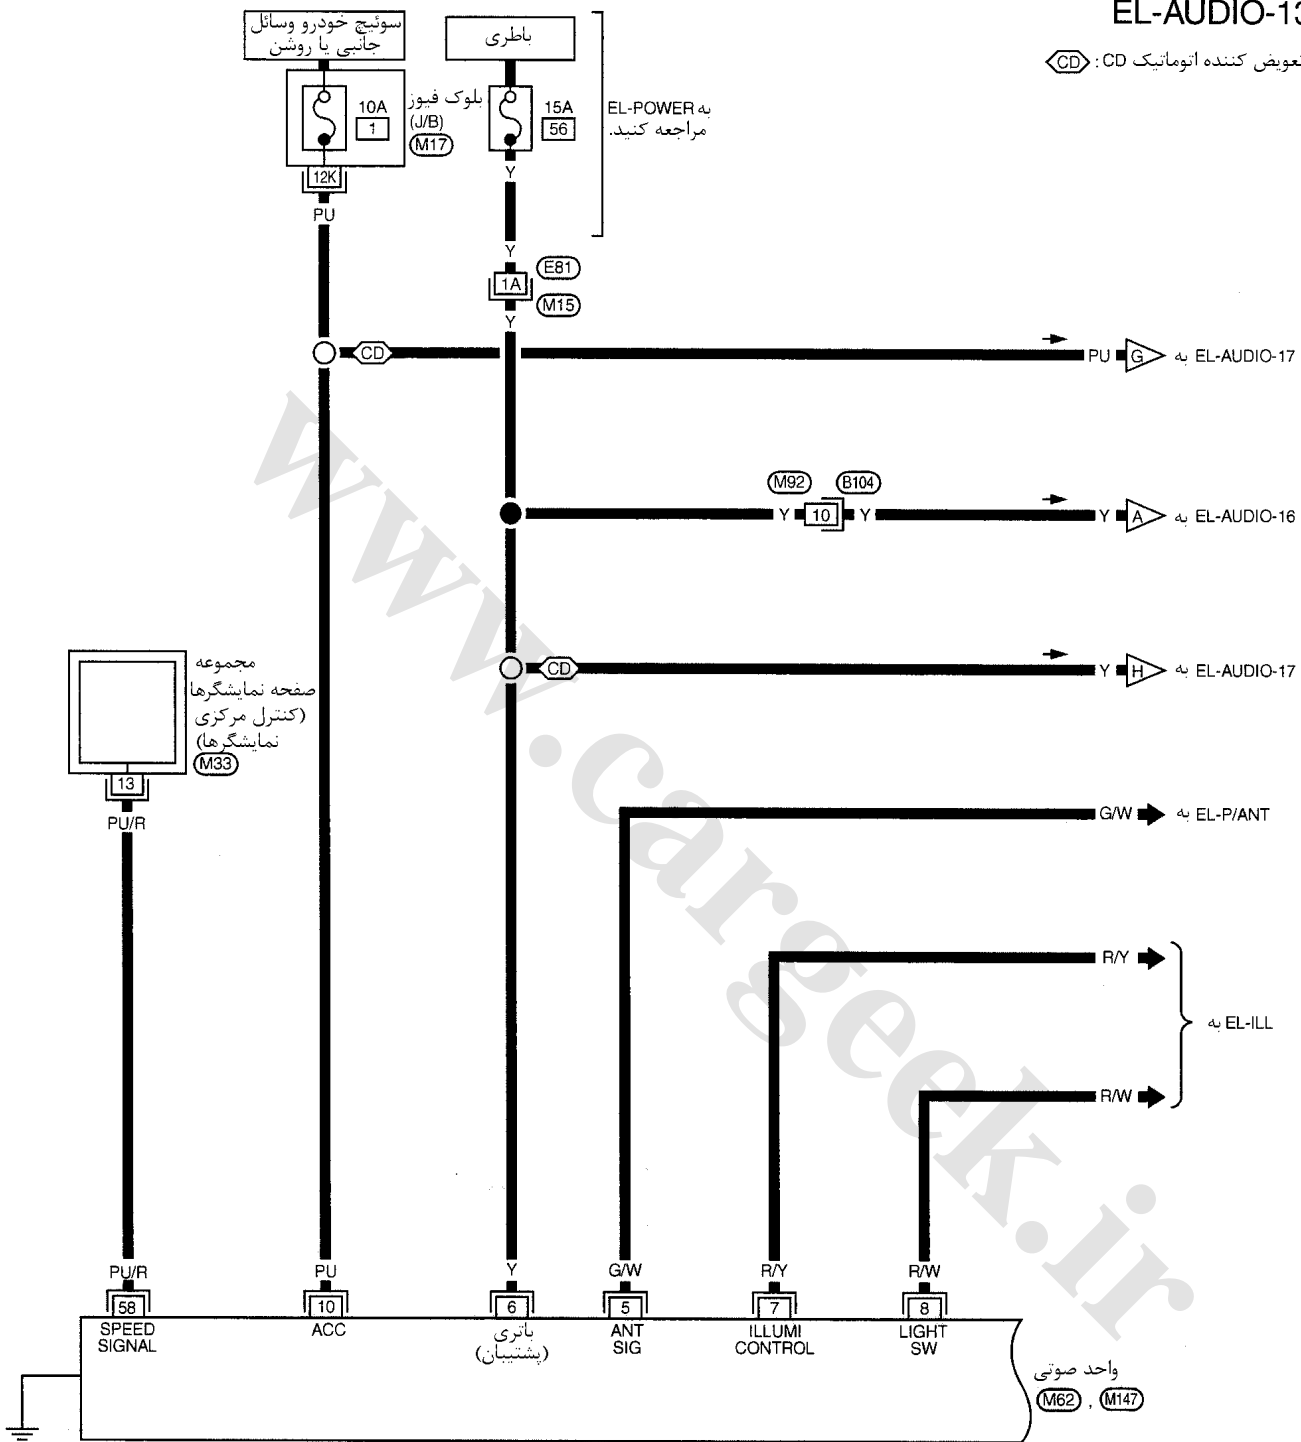 EL-AUDIO-13
تعویض کننده اتوماتیک CD : CD
سوئیچ خودرو وسائل
جانبی یا روشن
باطری
10A
1
بلوک فیوز
(J/B)
M17
15A
56
به EL-POWER
مراجعه کنید.
12K
PU
Y
Y
E81
1A
M15
Y
CD
PU
G
به EL-AUDIO-17
M92
B104
Y
10
Y
Y
A
به EL-AUDIO-16
CD
Y
H
به EL-AUDIO-17
مجموعه
صفحه نمایشگرها
(کنترل مرکزی
نمایشگرها)
M33
13
PU/R
G/W
به EL-P/ANT
R/Y
به EL-ILL
R/W
PU/R
PU
Y
G/W
R/Y
R/W
58
10
6
5
7
8
SPEED
SIGNAL
ACC
باتری
(پشتیبان)
ANT
SIG
ILLUMI
CONTROL
LIGHT
SW
واحد صوتی
M62 , M147
www.cargeek.ir